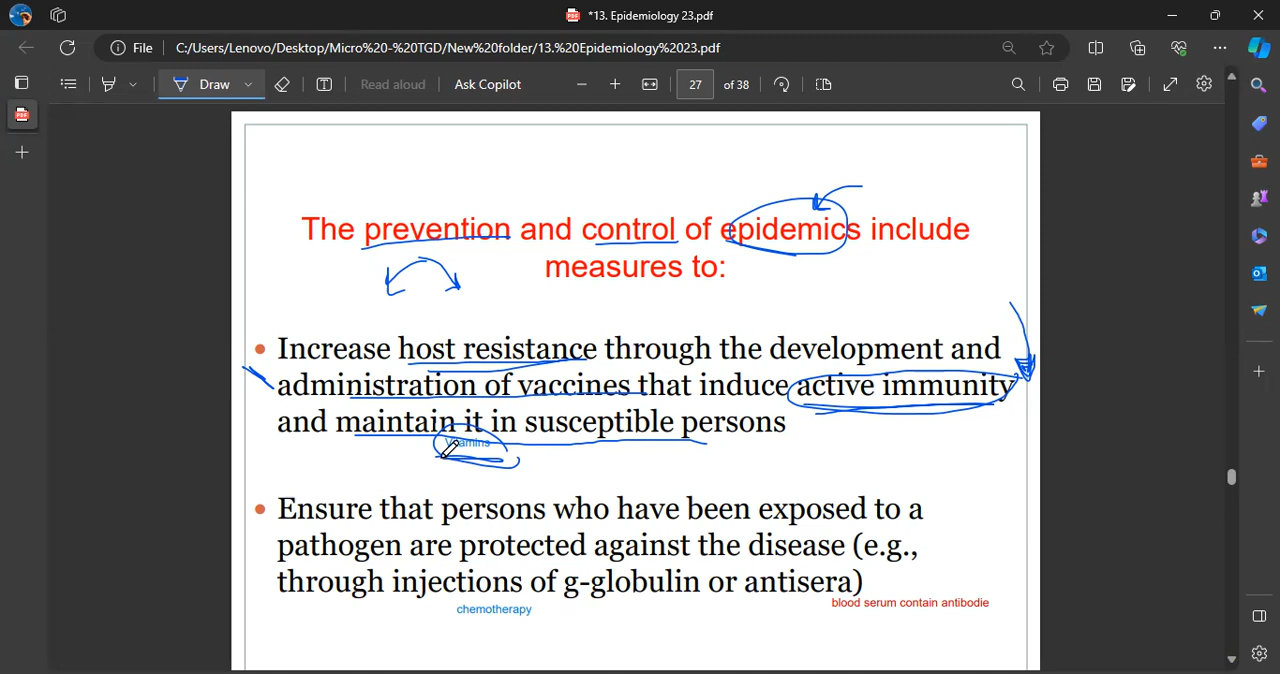 *13. Epidemiology 23.pdf
File
C:/Users/Lenovo/Desktop/Micro%20-%20TGD/New%20folder/13.%20Epidemiology%2023.pdf
Draw
Read aloud
Ask Copilot
27 of 38
The prevention and control of epidemics include
measures to:
• Increase host resistance through the development and
administration of vaccines that induce active immunity
and maintain it in susceptible persons
Vitamins
• Ensure that persons who have been exposed to a
pathogen are protected against the disease (e.g.,
through injections of g-globulin or antisera)
chemotherapy
blood serum contain antibodie